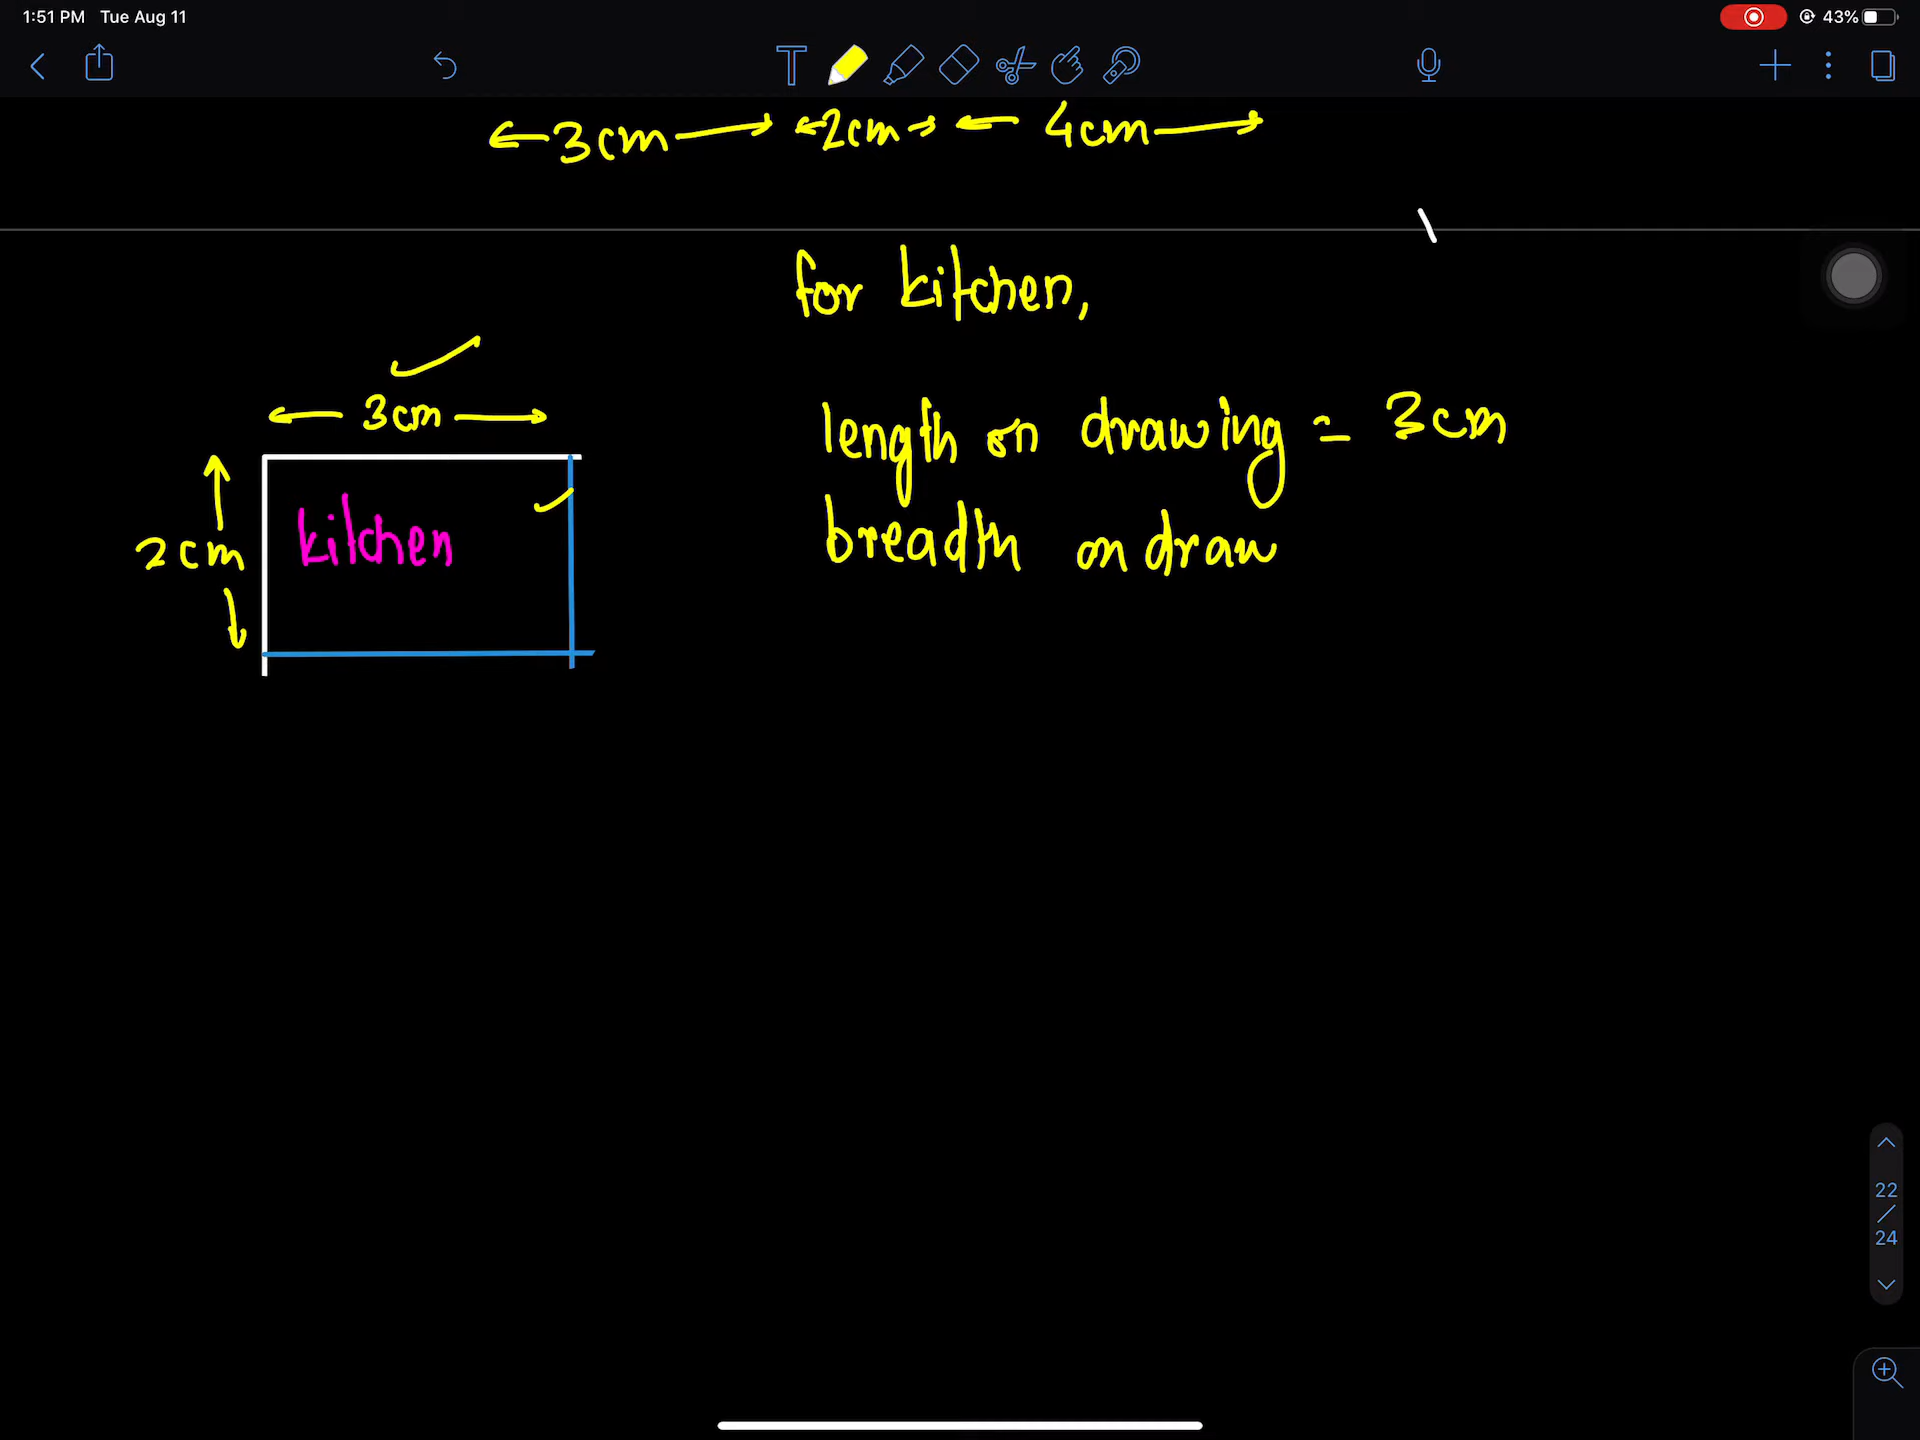 1:51 PM Tue Aug 11
43%
T
3cm 2cm 4cm
for kitchen,
3cm
length on drawing = 3cm
2cm
kitchen
breadth on draw
22
/
24